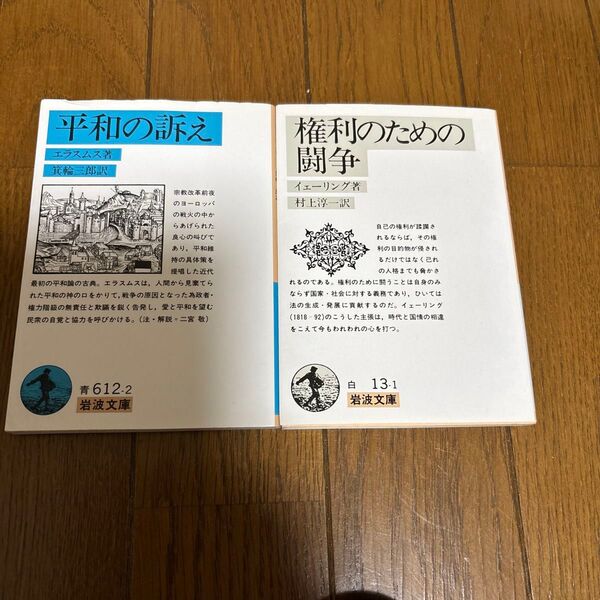 平和の訴え
エラスムス著
箕輪三郎訳
宗教改革前夜
のヨーロッパ
の戦火の中か
らあげられた
良心の叫びで
あり、平和維
持の具体策を
提唱した近代
最初の平和論の古典。エラスムスは、人間から見棄てら
れた平和の神の口をかりて、戦争の原因となった為政者・
権力階級の無責任と欺瞞を鋭く告発し、愛と平和を望む
民衆の自覚と協力を呼びかける。(注・解説=二宮敬)
青612-2
岩波文庫
権利のための
闘争
イェーリング著
村上淳一訳
自己の権利が蹂躙さ
れるならば、その権
利の目的物が侵され
るだけではなく己れ
の人格までも脅かさ
れるのである。権利のために闘うことは自身のみ
ならず国家・社会に対する義務であり、ひいては
法の生成・発展に貢献するのだ。イェーリング
(1818-92)のこうした主張は、時代と国情の相違
をこえて今もわれわれの心を打つ。
白 13-1
岩波文庫